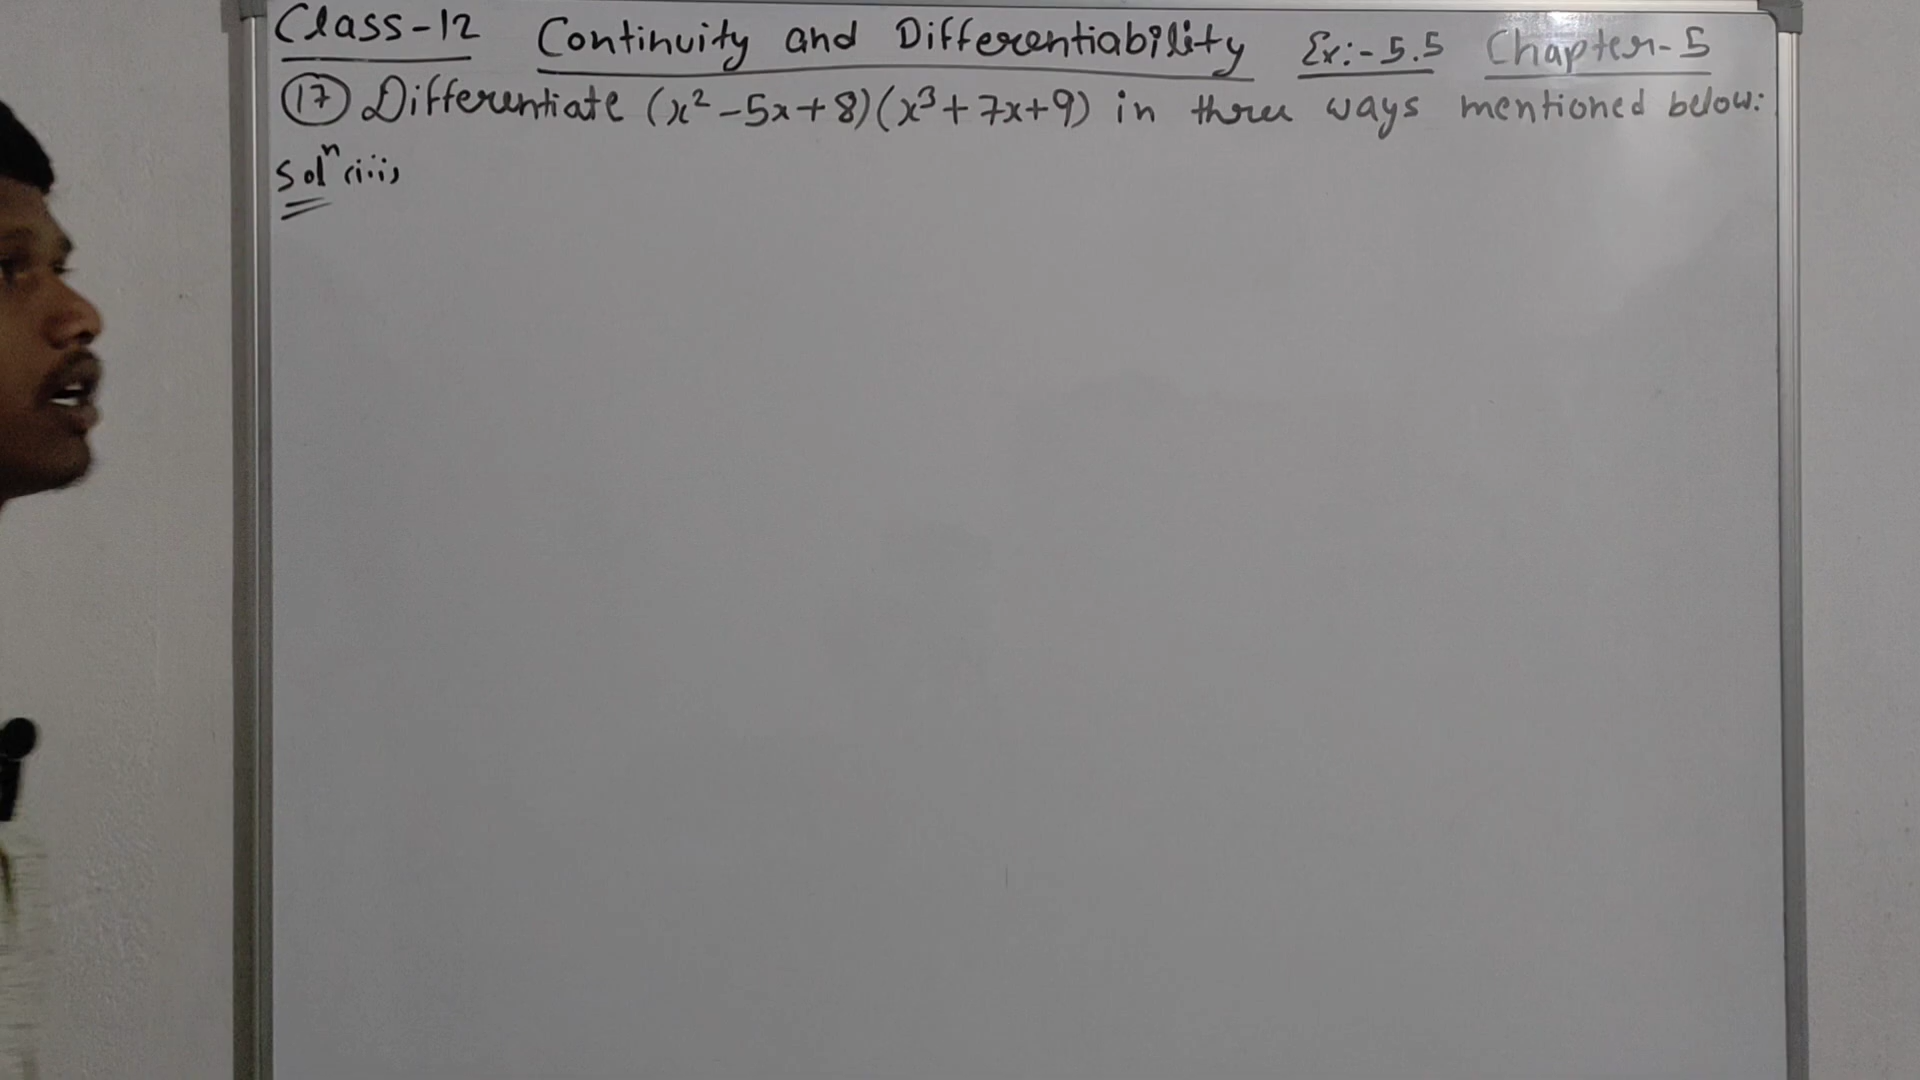 Class-12 Continuity and Differentiability Ex:-5.5 Chapter-5
(17) Differentiate (x²-5x+8)(x³+7x+9) in three ways mentioned below:
Solⁿ (iii)